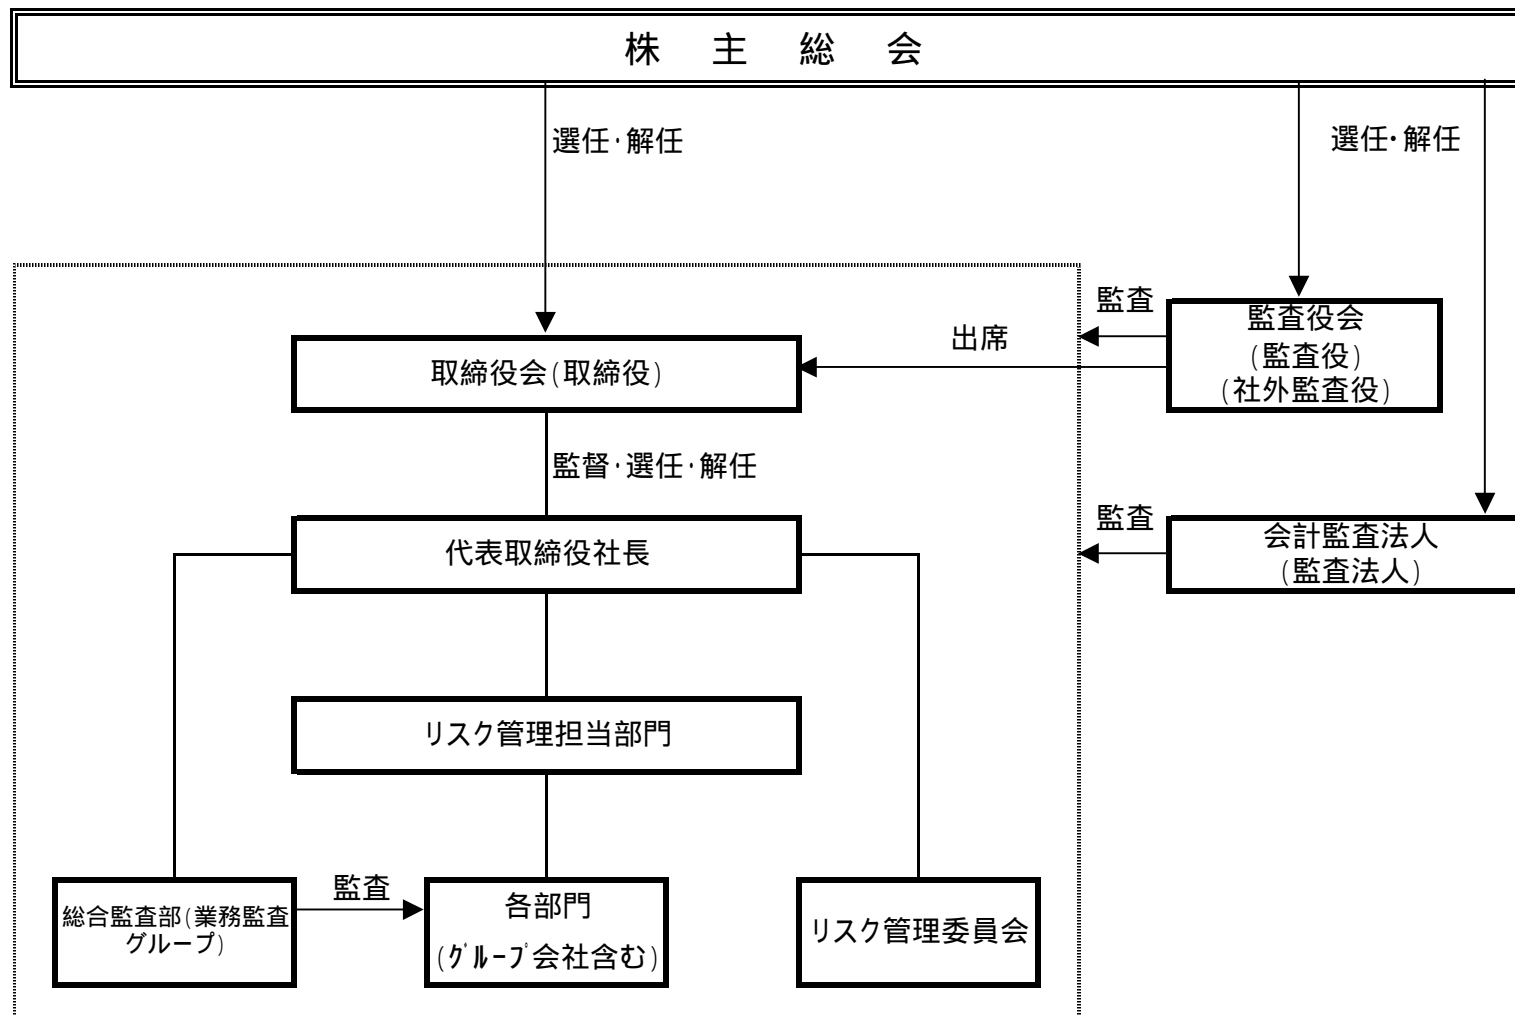 株 主 総 会
選任・解任
選任・解任
監査
監査役会
(監査役)
(社外監査役)
出席
取締役会(取締役)
監督・選任・解任
監査
会計監査法人
(監査法人)
代表取締役社長
リスク管理担当部門
監査
総合監査部(業務監査
グループ)
各部門
(グループ会社含む)
リスク管理委員会